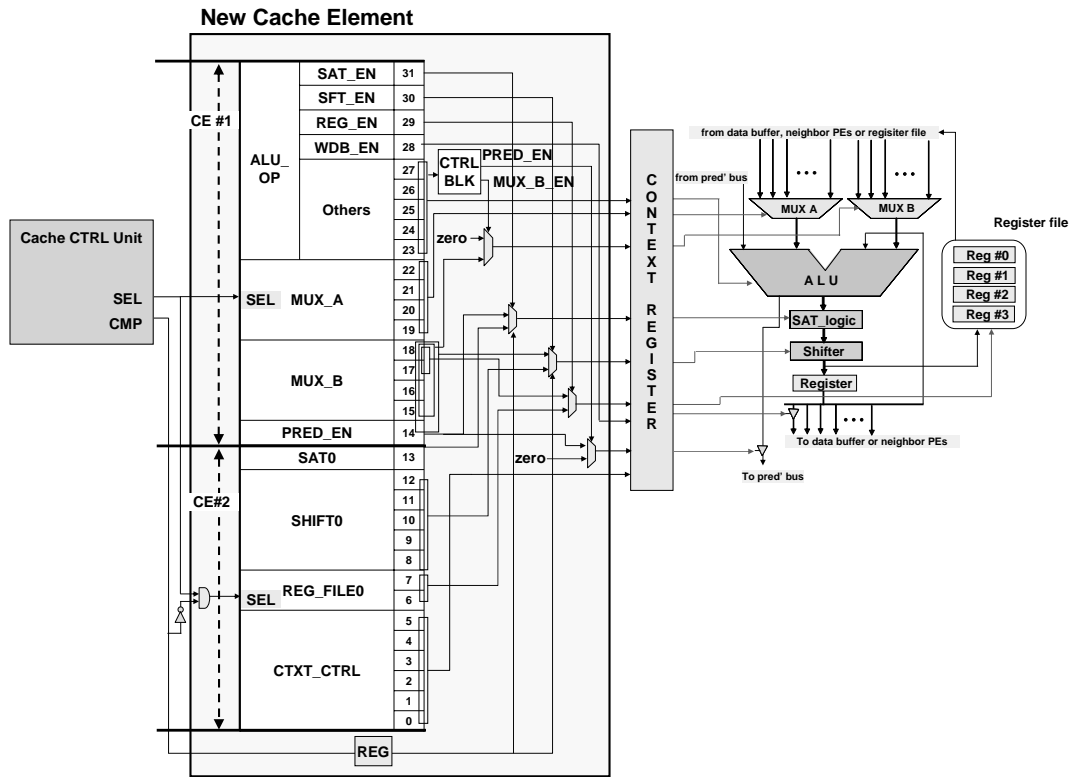 New Cache Element
CE #1
ALU_
OP
SAT_EN
31
SFT_EN
30
REG_EN
29
WDB_EN
28
Others
27
26
25
24
23
CTRL
BLK
PRED_EN
MUX_B_EN
zero
Cache CTRL Unit
SEL
CMP
SEL
MUX_A
22
21
20
19
MUX_B
18
17
16
15
PRED_EN
14
CE#2
SAT0
13
zero
SHIFT0
12
11
10
9
8
SEL
REG_FILE0
7
6
CTXT_CTRL
5
4
3
2
1
0
REG
CONTEXT
REGISTER
from data buffer, neighbor PEs or regisiter file
from pred' bus
MUX A
MUX B
A L U
SAT_logic
Shifter
Register
To data buffer or neighbor PEs
To pred' bus
Register file
Reg #0
Reg #1
Reg #2
Reg #3